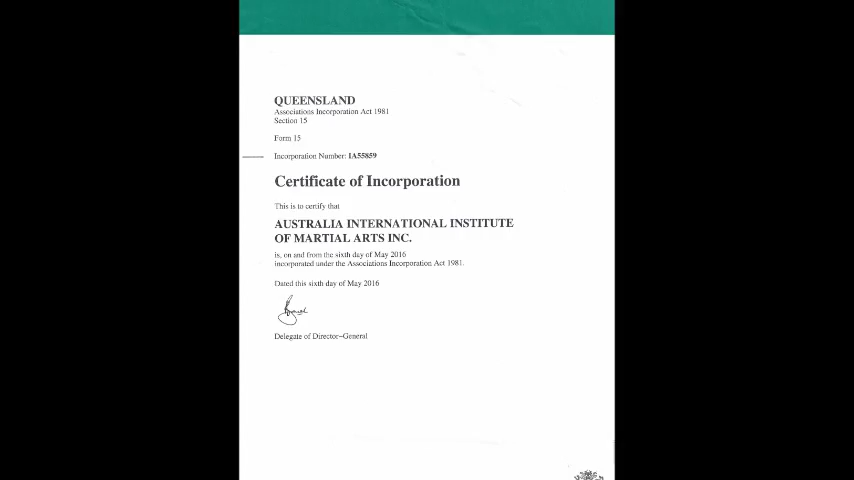 QUEENSLAND
Associations Incorporation Act 1981
Section 15
Form 15
Incorporation Number: IA55859
Certificate of Incorporation
This is to certify that
AUSTRALIA INTERNATIONAL INSTITUTE
OF MARTIAL ARTS INC.
is, on and from the sixth day of May 2016
incorporated under the Associations Incorporation Act 1981.
Dated this sixth day of May 2016
Delegate of Director–General